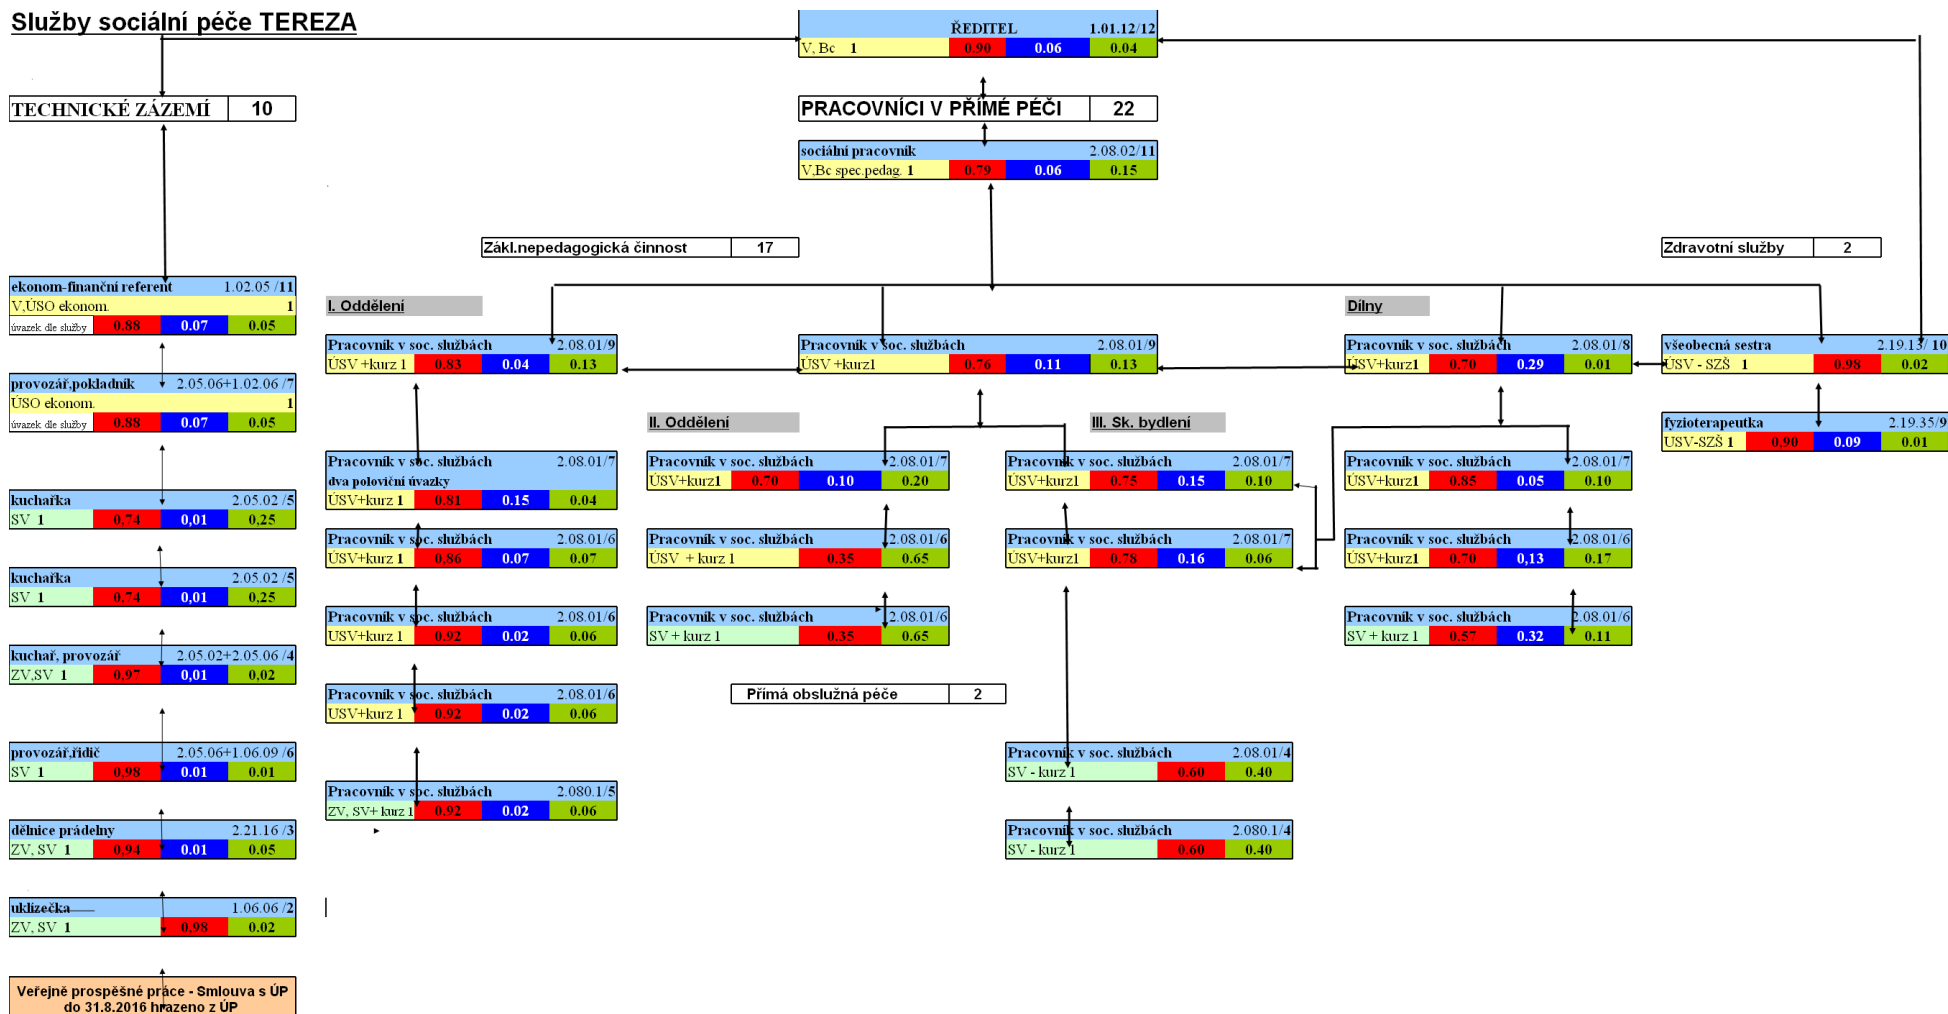 Služby sociální péče TEREZA
ŘEDITEL 1.01.12/12
V, Bc 1 0.90 0.06 0.04
TECHNICKÉ ZÁZEMÍ 10
PRACOVNÍCI V PŘÍMÉ PÉČI 22
sociální pracovník 2.08.02/11
V,Bc spec.pedag. 1 0.79 0.06 0.15
Zákl.nepedagogická činnost 17
Zdravotní služby 2
ekonom-finanční referent 1.02.05 /11
V,ÚSO ekonom. 1
úvazek dle služby 0.88 0.07 0.05
provozář,pokladník 2.05.06+1.02.06 /7
ÚSO ekonom. 1
úvazek dle služby 0.88 0.07 0.05
kuchařka 2.05.02 /5
SV 1 0,74 0,01 0,25
kuchařka 2.05.02 /5
SV 1 0,74 0,01 0,25
kuchař, provozář 2.05.02+2.05.06 /4
ZV,SV 1 0,97 0,01 0,02
provozář,řidič 2.05.06+1.06.09 /6
SV 1 0,98 0.01 0.01
dělnice prádelny 2.21.16 /3
ZV, SV 1 0,94 0.01 0.05
uklízečka 1.06.06 /2
ZV, SV 1 0,98 0.02
Veřejně prospěšné práce - Smlouva s ÚP
do 31.8.2016 hrazeno z ÚP
I. Oddělení
Pracovník v soc. službách 2.08.01/9
ÚSV +kurz 1 0.83 0.04 0.13
Pracovník v soc. službách 2.08.01/7
dva poloviční úvazky
ÚSV+kurz 1 0.81 0.15 0.04
Pracovník v soc. službách 2.08.01/6
ÚSV+kurz 1 0.86 0.07 0.07
Pracovník v soc. službách 2.08.01/6
USV+kurz 1 0.92 0.02 0.06
Pracovník v soc. službách 2.08.01/6
USV+kurz 1 0.92 0.02 0.06
Pracovník v soc. službách 2.080.1/5
ZV, SV+ kurz 1 0.92 0.02 0.06
Pracovník v soc. službách 2.08.01/9
ÚSV +kurz1 0.76 0.11 0.13
II. Oddělení
Pracovník v soc. službách 2.08.01/7
ÚSV+kurz1 0.70 0.10 0.20
Pracovník v soc. službách 2.08.01/6
ÚSV + kurz 1 0.35 0.65
Pracovník v soc. službách 2.08.01/6
SV + kurz 1 0.35 0.65
Přímá obslužná péče 2
III. Sk. bydlení
Pracovník v soc. službách 2.08.01/7
ÚSV+kurz1 0.75 0.15 0.10
Pracovník v soc. službách 2.08.01/7
ÚSV+kurz1 0.78 0.16 0.06
Pracovník v soc. službách 2.08.01/4
SV - kurz 1 0.60 0.40
Pracovník v soc. službách 2.080.1/4
SV - kurz 1 0.60 0.40
Dílny
Pracovník v soc. službách 2.08.01/8
ÚSV+kurz1 0.70 0.29 0.01
Pracovník v soc. službách 2.08.01/7
ÚSV+kurz1 0.85 0.05 0.10
Pracovník v soc. službách 2.08.01/6
ÚSV+kurz1 0.70 0,13 0.17
Pracovník v soc. službách 2.08.01/6
SV + kurz 1 0.57 0.32 0.11
všeobecná sestra 2.19.13/ 10
ÚSV - SZŠ 1 0.98 0.02
fyzioterapeutka 2.19.35/9
USV-SZŠ 1 0,90 0.09 0.01